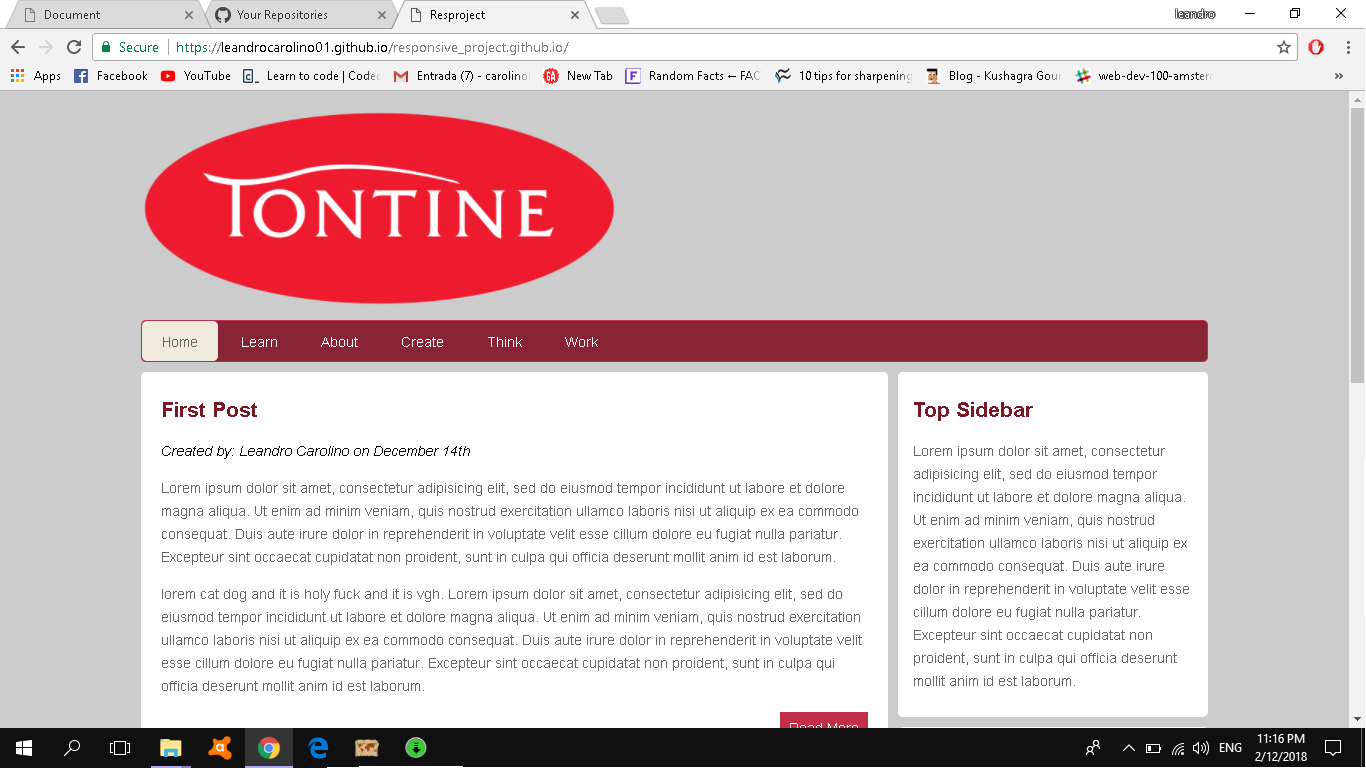 Document
Your Repositories
Resproject
leandro
Secure
https://leandrocarolino01.github.io/responsive_project.github.io/
Apps
Facebook
YouTube
Learn to code | Codec
Entrada (7) - carolino
New Tab
Random Facts ← FAC
10 tips for sharpening
Blog - Kushagra Gour
web-dev-100-amster
»
TONTINE
Home
Learn
About
Create
Think
Work
First Post
Created by: Leandro Carolino on December 14th
Lorem ipsum dolor sit amet, consectetur adipisicing elit, sed do eiusmod tempor incididunt ut labore et dolore
magna aliqua. Ut enim ad minim veniam, quis nostrud exercitation ullamco laboris nisi ut aliquip ex ea commodo
consequat. Duis aute irure dolor in reprehenderit in voluptate velit esse cillum dolore eu fugiat nulla pariatur.
Excepteur sint occaecat cupidatat non proident, sunt in culpa qui officia deserunt mollit anim id est laborum.
lorem cat dog and it is holy fuck and it is vgh. Lorem ipsum dolor sit amet, consectetur adipisicing elit, sed do
eiusmod tempor incididunt ut labore et dolore magna aliqua. Ut enim ad minim veniam, quis nostrud exercitation
ullamco laboris nisi ut aliquip ex ea commodo consequat. Duis aute irure dolor in reprehenderit in voluptate velit
esse cillum dolore eu fugiat nulla pariatur. Excepteur sint occaecat cupidatat non proident, sunt in culpa qui
officia deserunt mollit anim id est laborum.
Read More
Top Sidebar
Lorem ipsum dolor sit amet, consectetur
adipisicing elit, sed do eiusmod tempor
incididunt ut labore et dolore magna aliqua.
Ut enim ad minim veniam, quis nostrud
exercitation ullamco laboris nisi ut aliquip ex
ea commodo consequat. Duis aute irure
dolor in reprehenderit in voluptate velit esse
cillum dolore eu fugiat nulla pariatur.
Excepteur sint occaecat cupidatat non
proident, sunt in culpa qui officia deserunt
mollit anim id est laborum.
ENG
11:16 PM
2/12/2018